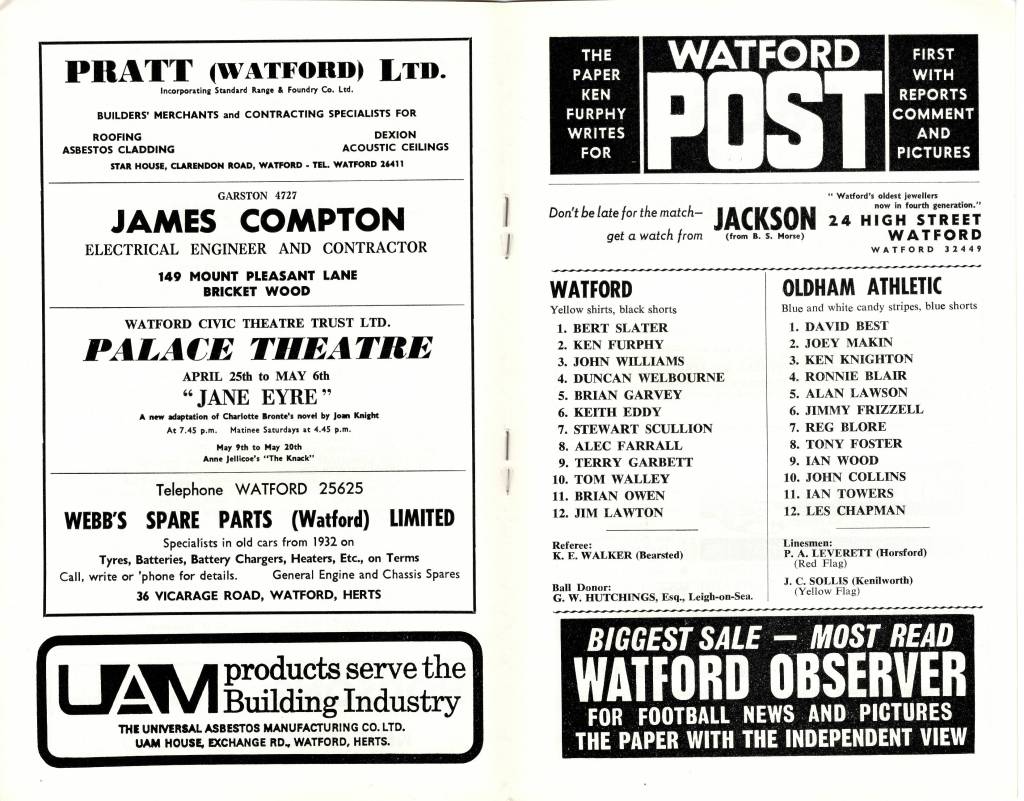 PRATT (WATFORD) LTD.
Incorporating Standard Range & Foundry Co. Ltd.
BUILDERS' MERCHANTS and CONTRACTING SPECIALISTS FOR
ROOFING DEXION
ASBESTOS CLADDING ACOUSTIC CEILINGS
STAR HOUSE, CLARENDON ROAD, WATFORD - TEL. WATFORD 26411
GARSTON 4727
JAMES COMPTON
ELECTRICAL ENGINEER AND CONTRACTOR
149 MOUNT PLEASANT LANE
BRICKET WOOD
WATFORD CIVIC THEATRE TRUST LTD.
PALACE THEATRE
APRIL 25th to MAY 6th
"JANE EYRE"
A new adaptation of Charlotte Bronte's novel by Joan Knight
At 7.45 p.m. Matinee Saturdays at 4.45 p.m.
May 9th to May 20th
Anne Jellicoe's "The Knack"
Telephone WATFORD 25625
WEBB'S SPARE PARTS (Watford) LIMITED
Specialists in old cars from 1932 on
Tyres, Batteries, Battery Chargers, Heaters, Etc., on Terms
Call, write or 'phone for details. General Engine and Chassis Spares
36 VICARAGE ROAD, WATFORD, HERTS
UAM products serve the
Building Industry
THE UNIVERSAL ASBESTOS MANUFACTURING CO. LTD.
UAM HOUSE, EXCHANGE RD., WATFORD, HERTS.
THE
PAPER
KEN
FURPHY
WRITES
FOR
WATFORD
POST
FIRST
WITH
REPORTS
COMMENT
AND
PICTURES
Don't be late for the match—
get a watch from
JACKSON
(from B. S. Morse)
"Watford's oldest jewellers
now in fourth generation."
24 HIGH STREET
WATFORD
WATFORD 32449
WATFORD
Yellow shirts, black shorts
1. BERT SLATER
2. KEN FURPHY
3. JOHN WILLIAMS
4. DUNCAN WELBOURNE
5. BRIAN GARVEY
6. KEITH EDDY
7. STEWART SCULLION
8. ALEC FARRALL
9. TERRY GARBETT
10. TOM WALLEY
11. BRIAN OWEN
12. JIM LAWTON
Referee:
K. E. WALKER (Bearsted)
Ball Donor:
G. W. HUTCHINGS, Esq., Leigh-on-Sea.
OLDHAM ATHLETIC
Blue and white candy stripes, blue shorts
1. DAVID BEST
2. JOEY MAKIN
3. KEN KNIGHTON
4. RONNIE BLAIR
5. ALAN LAWSON
6. JIMMY FRIZZELL
7. REG BLORE
8. TONY FOSTER
9. IAN WOOD
10. JOHN COLLINS
11. IAN TOWERS
12. LES CHAPMAN
Linesmen:
P. A. LEVERETT (Horsford)
(Red Flag)
J. C. SOLLIS (Kenilworth)
(Yellow Flag)
BIGGEST SALE — MOST READ
WATFORD OBSERVER
FOR FOOTBALL NEWS AND PICTURES
THE PAPER WITH THE INDEPENDENT VIEW